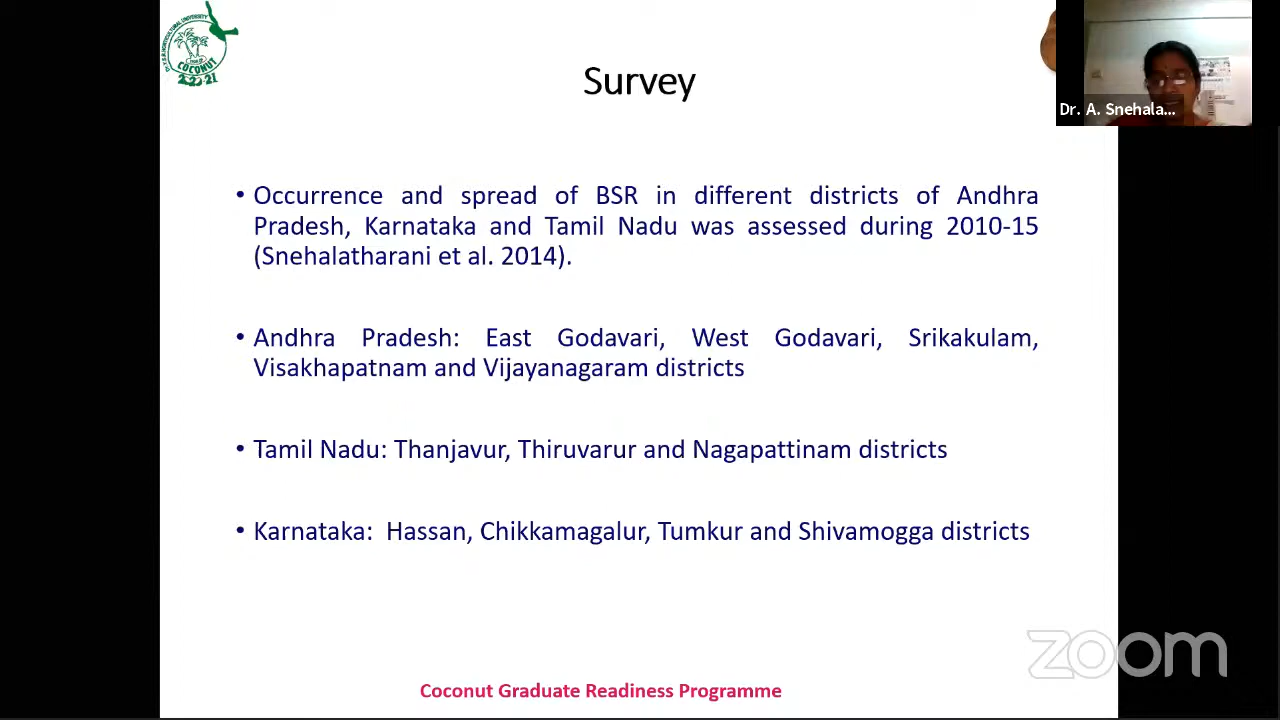 Survey
Dr. A. Snehala...
• Occurrence and spread of BSR in different districts of Andhra
Pradesh, Karnataka and Tamil Nadu was assessed during 2010-15
(Snehalatharani et al. 2014).
• Andhra Pradesh: East Godavari, West Godavari, Srikakulam,
Visakhapatnam and Vijayanagaram districts
• Tamil Nadu: Thanjavur, Thiruvarur and Nagapattinam districts
• Karnataka: Hassan, Chikkamagalur, Tumkur and Shivamogga districts
zoom
Coconut Graduate Readiness Programme
COCONUT